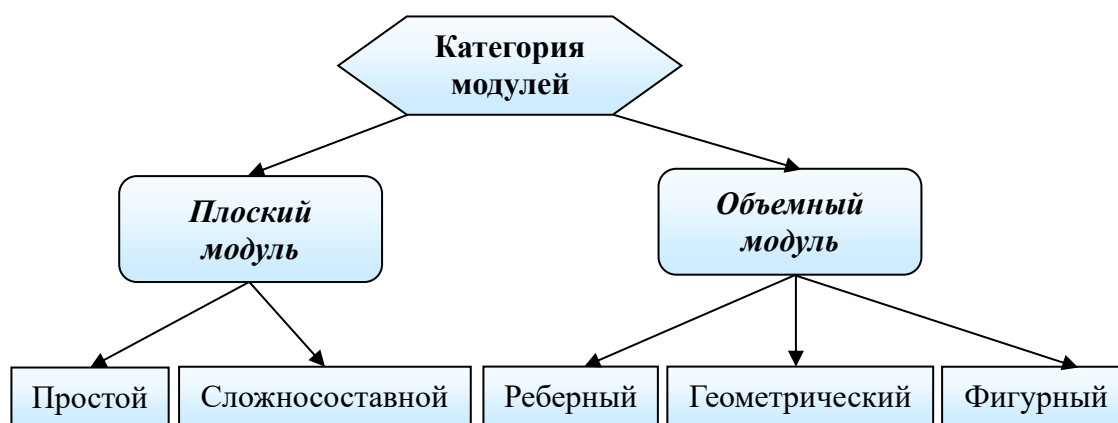 Категория
модулей
Плоский
модуль
Объемный
модуль
Простой
Сложносоставной
Реберный
Геометрический
Фигурный